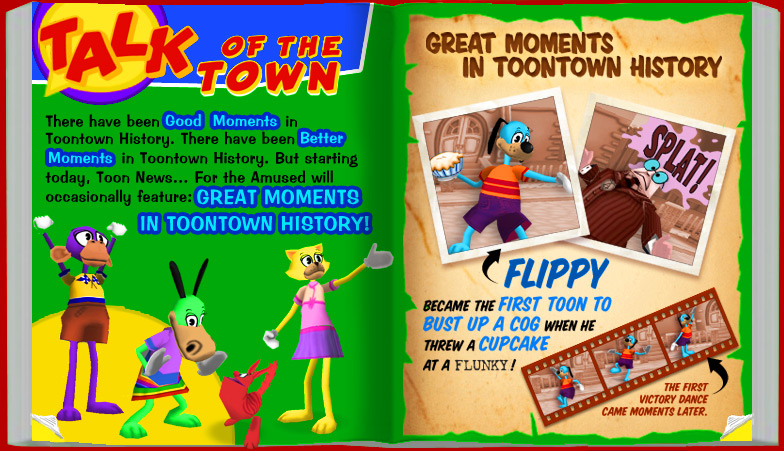 TALK
OF THE
TOWN
There have been Good Moments in
Toontown History. There have been Better
Moments in Toontown History. But starting
today, Toon News... For the Amused will
occasionally feature: GREAT MOMENTS
IN TOONTOWN HISTORY!
GREAT MOMENTS
IN TOONTOWN HISTORY
SPLAT!
FLIPPY
BECAME THE FIRST TOON TO
BUST UP A COG WHEN HE
THREW A CUPCAKE
AT A FLUNKY!
THE FIRST
VICTORY DANCE
CAME MOMENTS LATER.